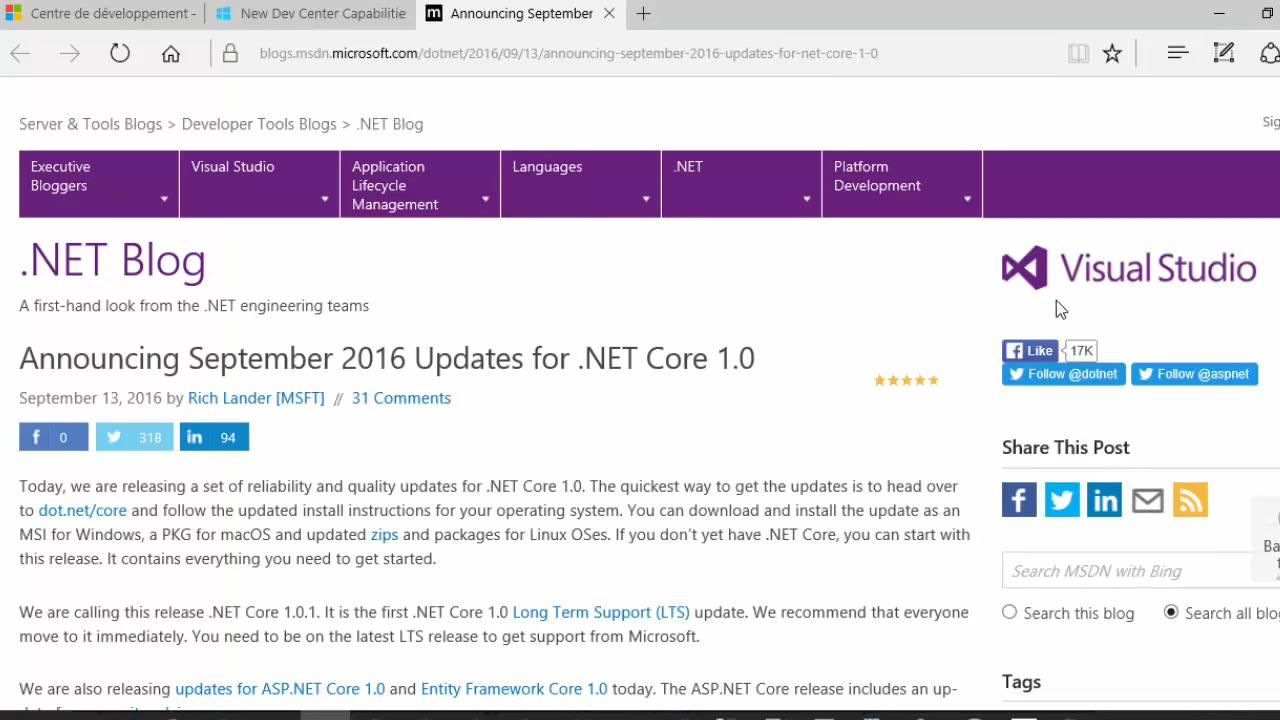 Centre de développement -
New Dev Center Capabilitie
Announcing September
blogs.msdn.microsoft.com/dotnet/2016/09/13/announcing-september-2016-updates-for-net-core-1-0
Server & Tools Blogs > Developer Tools Blogs > .NET Blog
Executive Bloggers
Visual Studio
Application Lifecycle Management
Languages
.NET
Platform Development
.NET Blog
A first-hand look from the .NET engineering teams
Visual Studio
Like 17K
Follow @dotnet Follow @aspnet
Announcing September 2016 Updates for .NET Core 1.0
September 13, 2016 by Rich Lander [MSFT] // 31 Comments
0 318 in 94
Today, we are releasing a set of reliability and quality updates for .NET Core 1.0. The quickest way to get the updates is to head over
to dot.net/core and follow the updated install instructions for your operating system. You can download and install the update as an
MSI for Windows, a PKG for macOS and updated zips and packages for Linux OSes. If you don't yet have .NET Core, you can start with
this release. It contains everything you need to get started.
We are calling this release .NET Core 1.0.1. It is the first .NET Core 1.0 Long Term Support (LTS) update. We recommend that everyone
move to it immediately. You need to be on the latest LTS release to get support from Microsoft.
We are also releasing updates for ASP.NET Core 1.0 and Entity Framework Core 1.0 today. The ASP.NET Core release includes an up-
Share This Post
Search MSDN with Bing
Search this blog Search all blog
Tags